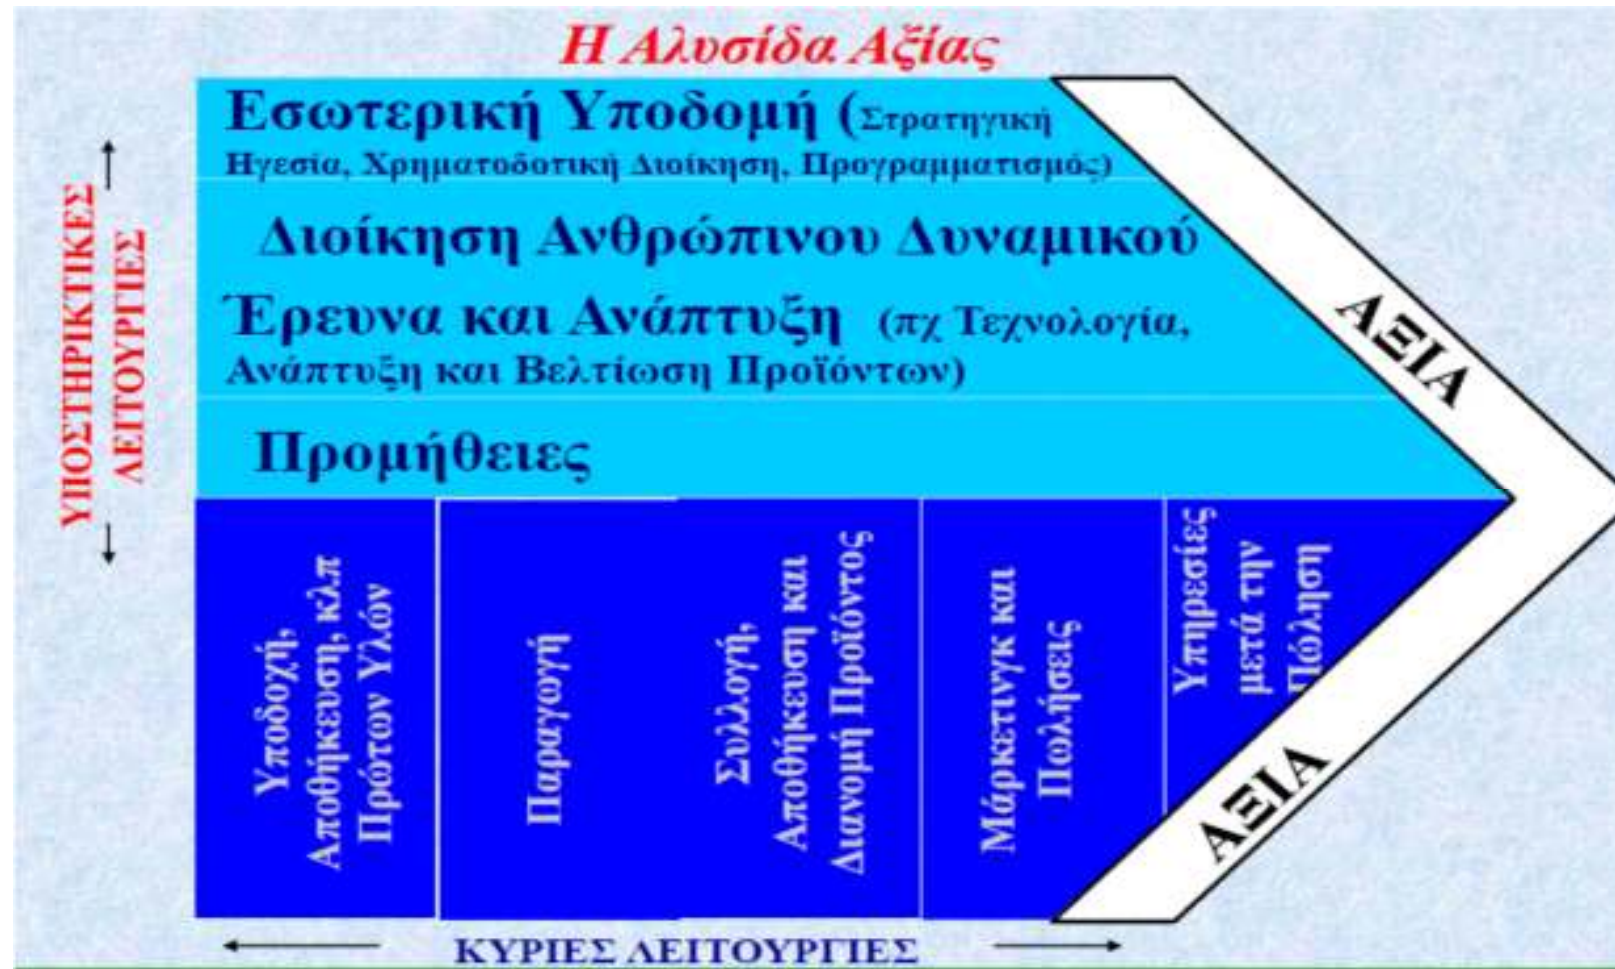 Η Αλυσίδα Αξίας
Εσωτερική Υποδομή (Στρατηγική
Ηγεσία, Χρηματοδοτική Διοίκηση, Προγραμματισμός)
Διοίκηση Ανθρώπινου Δυναμικού
Έρευνα και Ανάπτυξη (πχ Τεχνολογία,
Ανάπτυξη και Βελτίωση Προϊόντων)
Προμήθειες
ΥΠΟΣΤΗΡΙΚΤΙΚΕΣ
ΛΕΙΤΟΥΡΓΙΕΣ
ΑΞΙΑ
Υποδοχή,
Αποθήκευση, κλπ
Πρώτων Υλών
Παραγωγή
Συλλογή,
Αποθήκευση και
Διανομή Προϊόντος
Μάρκετινγκ και
Πωλήσεις
Υπηρεσίες
μετά την
Πώληση
ΑΞΙΑ
ΚΥΡΙΕΣ ΛΕΙΤΟΥΡΓΙΕΣ